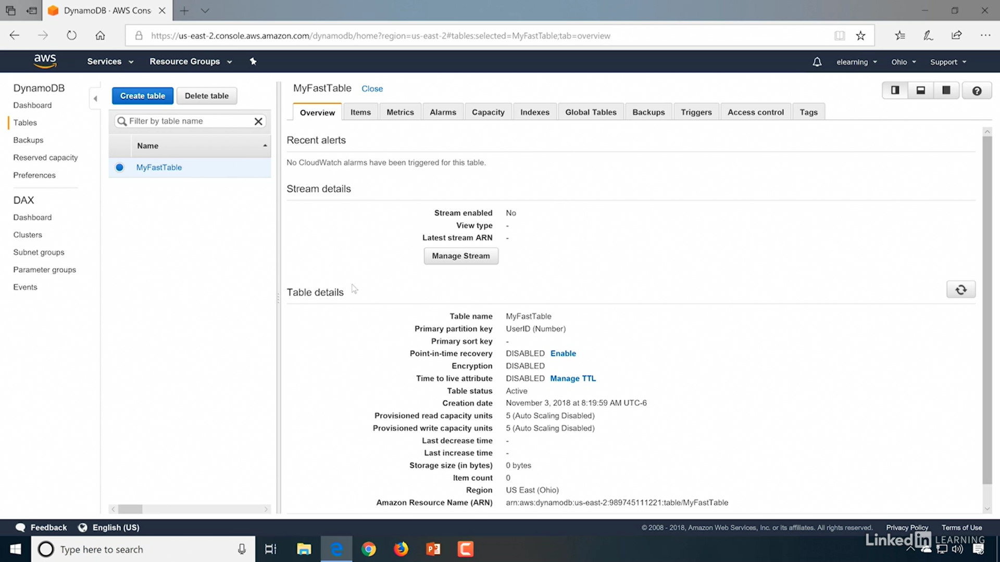 DynamoDB · AWS Cons
https://us-east-2.console.aws.amazon.com/dynamodb/home?region=us-east-2#tables:selected=MyFastTable;tab=overview
aws Services Resource Groups elearning Ohio Support
DynamoDB
Dashboard
Tables
Backups
Reserved capacity
Preferences
DAX
Dashboard
Clusters
Subnet groups
Parameter groups
Events
Create table Delete table
Filter by table name
Name
MyFastTable
MyFastTable Close
Overview Items Metrics Alarms Capacity Indexes Global Tables Backups Triggers Access control Tags
Recent alerts
No CloudWatch alarms have been triggered for this table.
Stream details
Stream enabled No
View type -
Latest stream ARN -
Manage Stream
Table details
Table name MyFastTable
Primary partition key UserID (Number)
Primary sort key -
Point-in-time recovery DISABLED Enable
Encryption DISABLED
Time to live attribute DISABLED Manage TTL
Table status Active
Creation date November 3, 2018 at 8:19:59 AM UTC-6
Provisioned read capacity units 5 (Auto Scaling Disabled)
Provisioned write capacity units 5 (Auto Scaling Disabled)
Last decrease time -
Last increase time -
Storage size (in bytes) 0 bytes
Item count 0
Region US East (Ohio)
Amazon Resource Name (ARN) arn:aws:dynamodb:us-east-2:989745111221:table/MyFastTable
Feedback English (US) © 2008 - 2018, Amazon Web Services, Inc. or its affiliates. All rights reserved. Privacy Policy Terms of Use
LinkedIn LEARNING
Type here to search